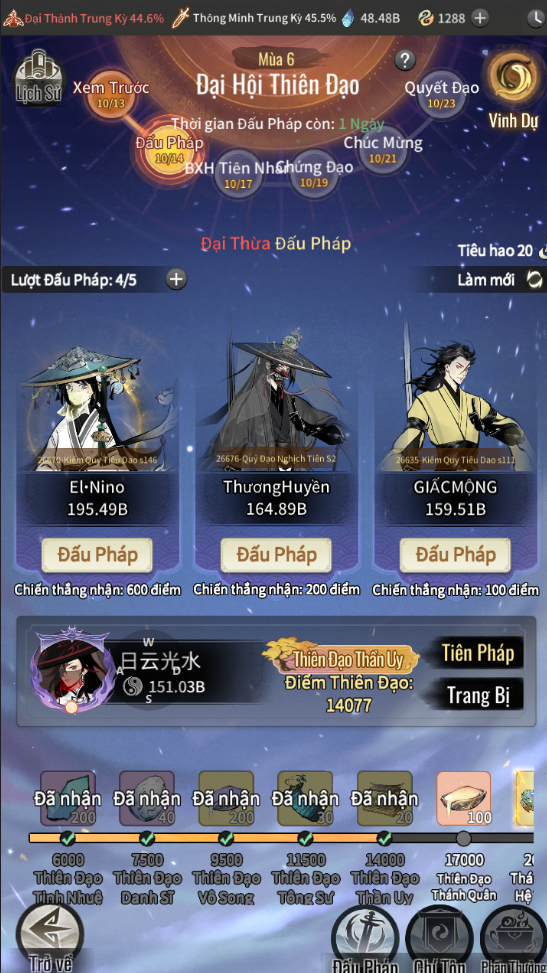 Đại Thánh Trung Kỳ 44.6%
Thông Minh Trung Kỳ 45.5%
48.48B
1288
Lịch Sử
Mùa 6
Đại Hội Thiên Đạo
?
Vinh Dự
Xem Trước
10/13
Quyết Đạo
10/23
Thời gian Đấu Pháp còn: 1 Ngày
Đấu Pháp
10/14
Chúc Mừng
10/21
BXH Tiên Nhân
10/17
Chứng Đạo
10/19
Đại Thừa Đấu Pháp
Tiêu hao 20
Lượt Đấu Pháp: 4/5
Làm mới
26670-Kiếm Quy Tiêu Dao s146
26676-Quỷ Đạo Nghịch Tiên S2
26635-Kiếm Quy Tiêu Dao s111
El•Nino
ThươngHuyền
GIẤCMỘNG
195.49B
164.89B
159.51B
Đấu Pháp
Đấu Pháp
Đấu Pháp
Chiến thắng nhận: 600 điểm
Chiến thắng nhận: 200 điểm
Chiến thắng nhận: 100 điểm
日云光水
151.03B
W
A
D
S
Thiên Đạo Thần Uy
Điểm Thiên Đạo:
14077
Tiên Pháp
Trang Bị
Đã nhận
200
Đã nhận
40
Đã nhận
200
Đã nhận
30
Đã nhận
20
100
6000
Thiên Đạo
Tinh Nhuệ
7500
Thiên Đạo
Danh Sĩ
9500
Thiên Đạo
Vô Song
11500
Thiên Đạo
Tông Sư
14000
Thiên Đạo
Thần Uy
17000
Thiên Đạo
Thánh Quân
Trở về
Đấu Pháp
Chí Tôn
Phần Thưởng